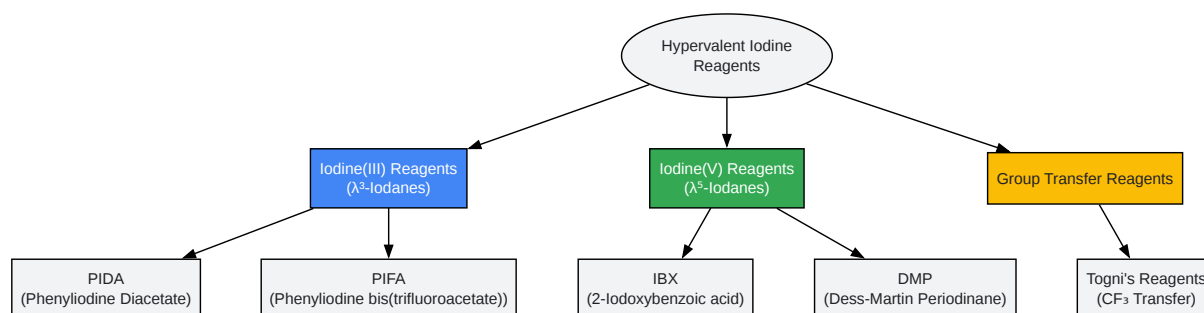 Hypervalent Iodine
Reagents
Iodine(III) Reagents
(λ³-Iodanes)
Iodine(V) Reagents
(λ⁵-Iodanes)
Group Transfer Reagents
PIDA
(Phenyliodine Diacetate)
PIFA
(Phenyliodine bis(trifluoroacetate))
IBX
(2-Iodoxybenzoic acid)
DMP
(Dess-Martin Periodinane)
Togni's Reagents
(CF₃ Transfer)